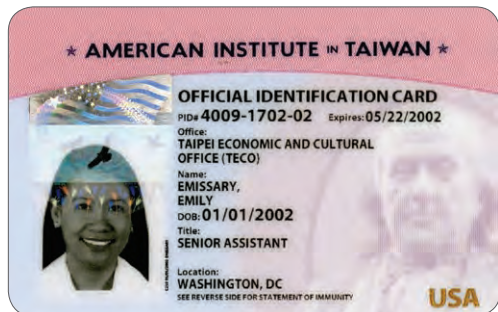 ★ AMERICAN INSTITUTE IN TAIWAN ★
OFFICIAL IDENTIFICATION CARD
PID# 4009-1702-02 Expires: 05/22/2002
Office:
TAIPEI ECONOMIC AND CULTURAL
OFFICE (TECO)
Name:
EMISSARY,
EMILY
DOB: 01/01/2002
Title:
SENIOR ASSISTANT
Location:
WASHINGTON, DC
SEE REVERSE SIDE FOR STATEMENT OF IMMUNITY
USA